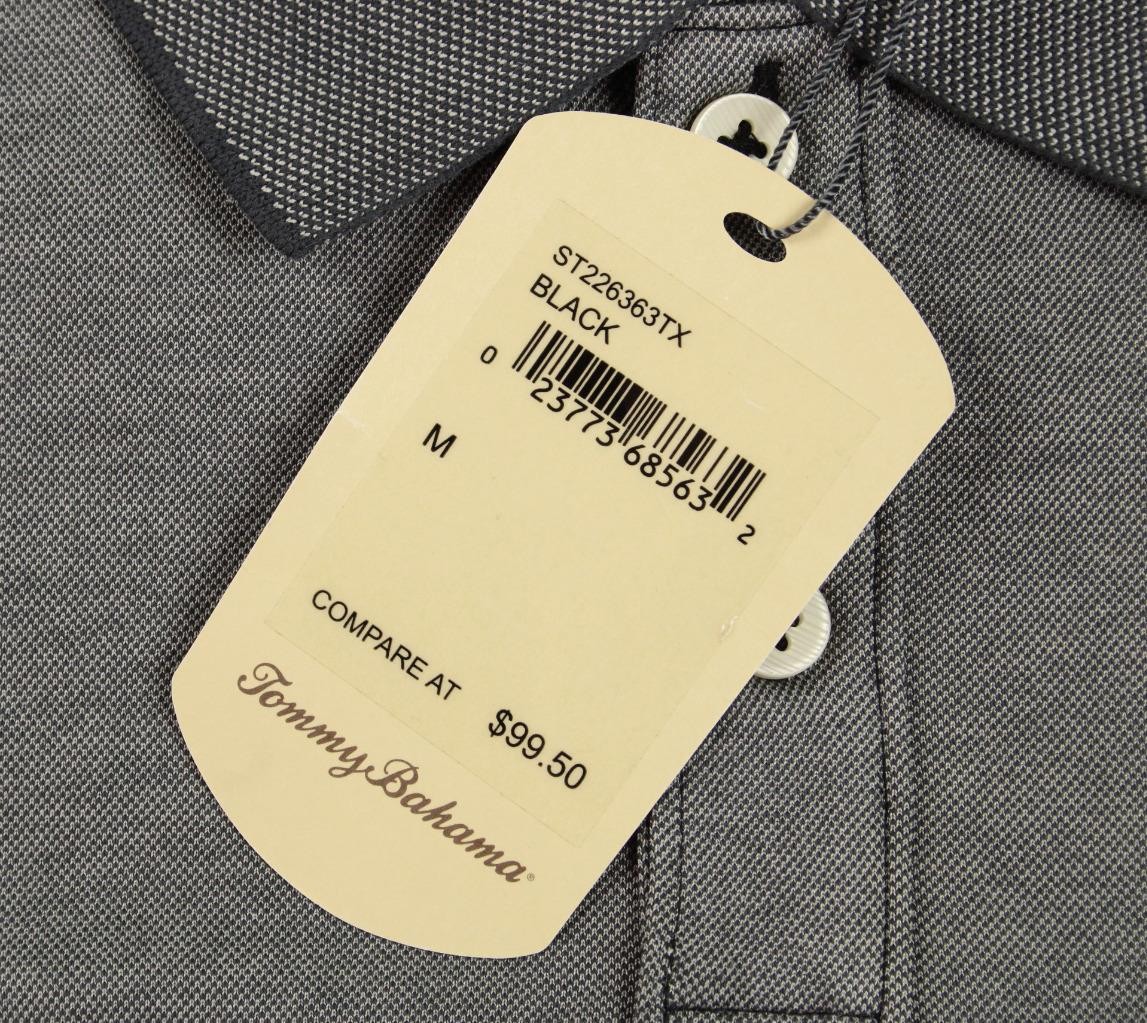 ST226363TX
BLACK
0 23773 68563 2
M
COMPARE AT
$99.50
Tommy Bahama®